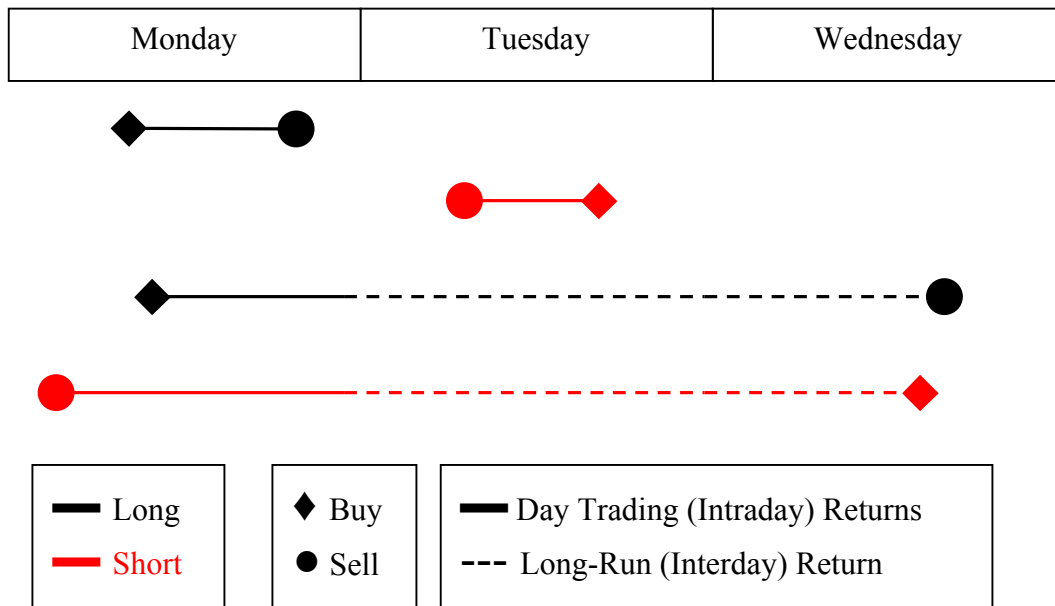 Monday Tuesday Wednesday
Long
Short
Buy
Sell
Day Trading (Intraday) Returns
Long-Run (Interday) Return